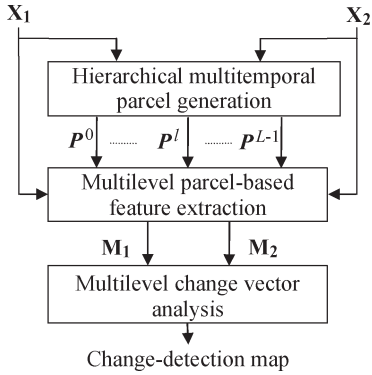 X1 X2
Hierarchical multitemporal
parcel generation
P0 .......... Pl ......... PL-1
Multilevel parcel-based
feature extraction
M1 M2
Multilevel change vector
analysis
Change-detection map